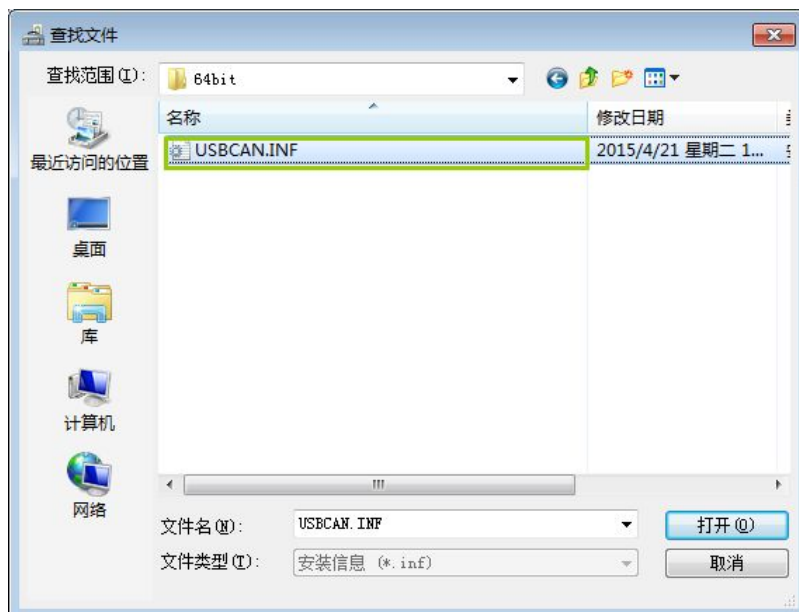 查找文件
查找范围(I): 64bit
名称 修改日期
USBCAN.INF 2015/4/21 星期二 1...
最近访问的位置
桌面
库
计算机
网络
文件名(N): USBCAN.INF 打开(O)
文件类型(T): 安装信息 (*.inf) 取消